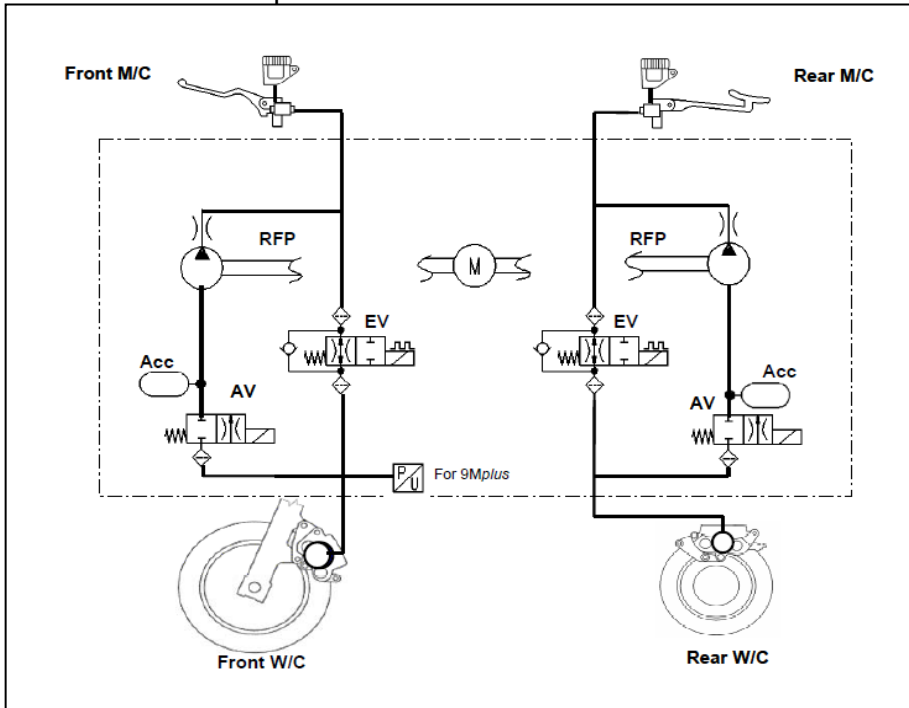 Front M/C
Rear M/C
RFP
M
RFP
EV
EV
Acc
Acc
AV
AV
P
U
For 9Mplus
Front W/C
Rear W/C